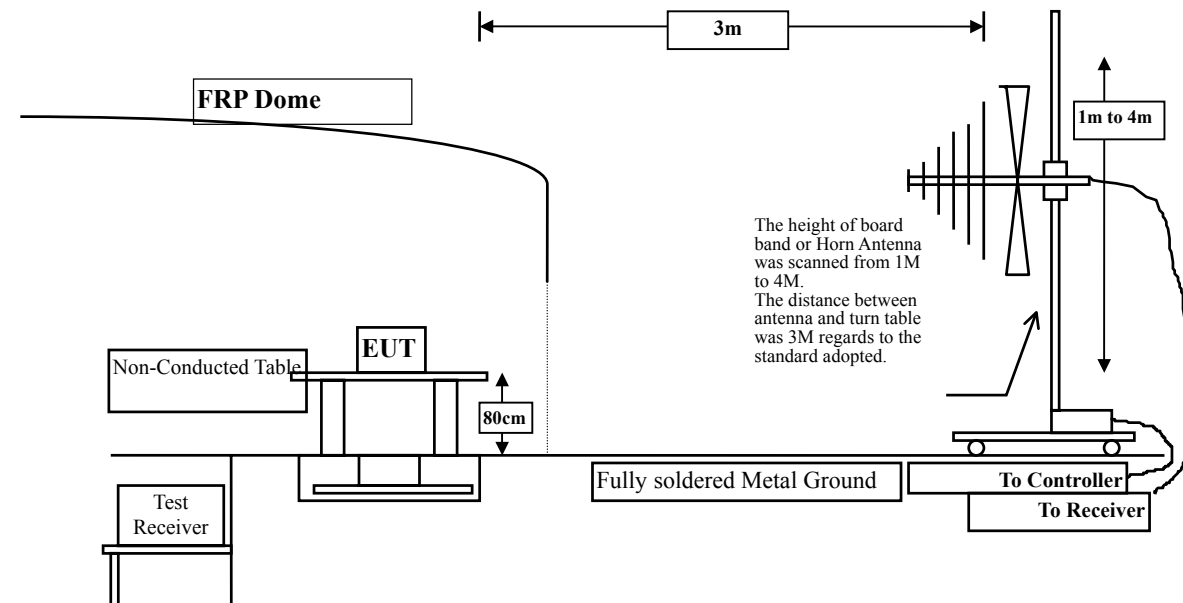 3m
FRP Dome
1m to 4m
The height of board
band or Horn Antenna
was scanned from 1M
to 4M.
The distance between
antenna and turn table
was 3M regards to the
standard adopted.
EUT
Non-Conducted Table
80cm
Fully soldered Metal Ground
To Controller
To Receiver
Test
Receiver